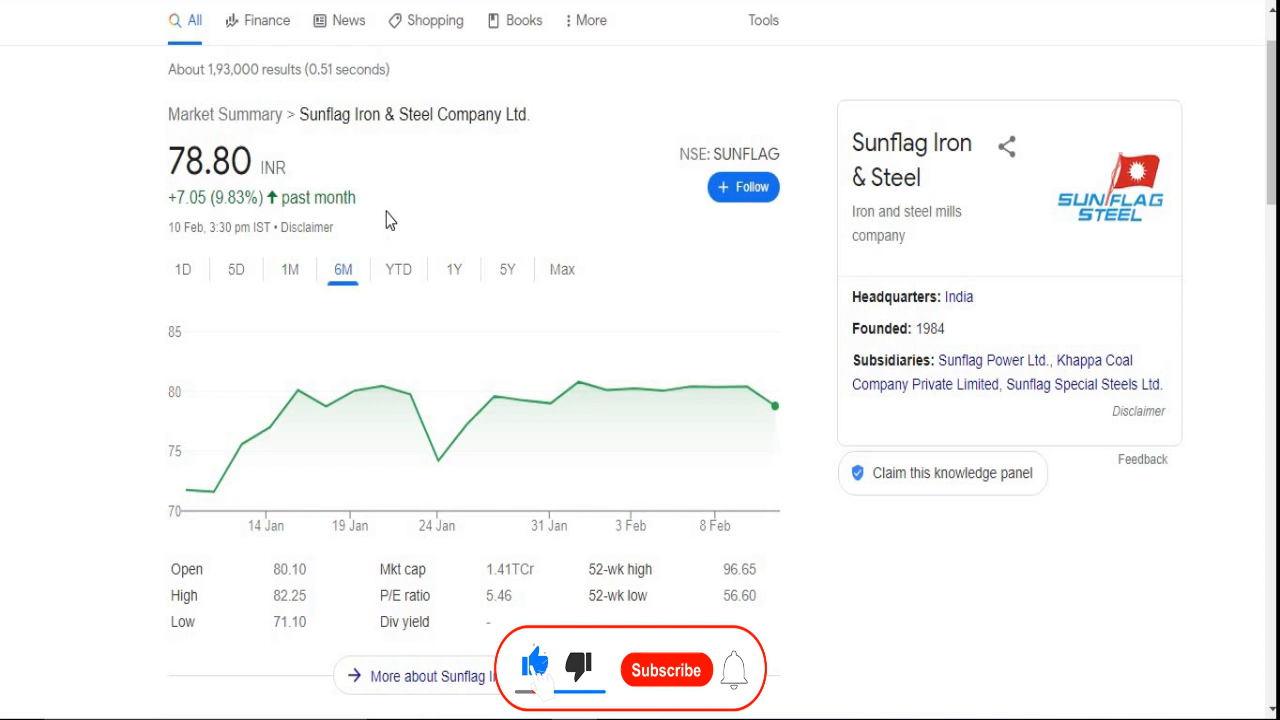 All Finance News Shopping Books More Tools
About 1,93,000 results (0.51 seconds)
Market Summary > Sunflag Iron & Steel Company Ltd.
78.80 INR
+7.05 (9.83%) past month
10 Feb, 3:30 pm IST • Disclaimer
NSE: SUNFLAG
+ Follow
1D 5D 1M 6M YTD 1Y 5Y Max
85
80
75
70
14 Jan 19 Jan 24 Jan 31 Jan 3 Feb 8 Feb
Open 80.10 Mkt cap 1.41TCr 52-wk high 96.65
High 82.25 P/E ratio 5.46 52-wk low 56.60
Low 71.10 Div yield -
More about Sunflag
Subscribe
Sunflag Iron
& Steel
Iron and steel mills
company
SUNFLAG
STEEL
Headquarters: India
Founded: 1984
Subsidiaries: Sunflag Power Ltd., Khappa Coal
Company Private Limited, Sunflag Special Steels Ltd.
Disclaimer
Feedback
Claim this knowledge panel